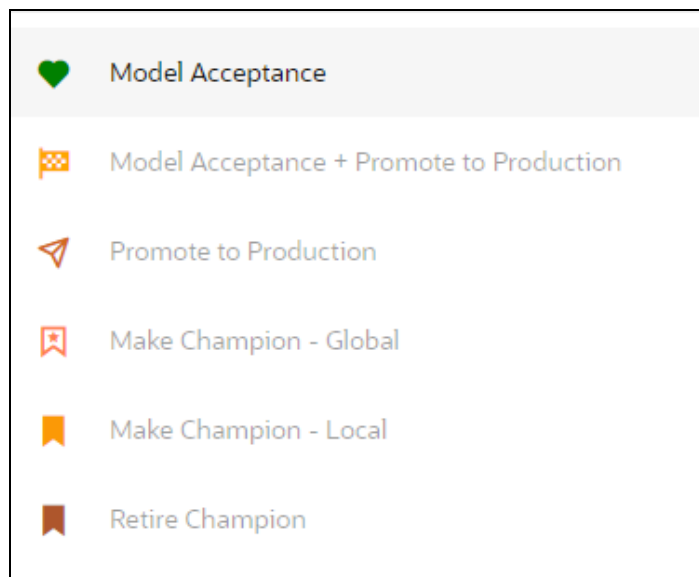 Model Acceptance
Model Acceptance + Promote to Production
Promote to Production
Make Champion - Global
Make Champion - Local
Retire Champion